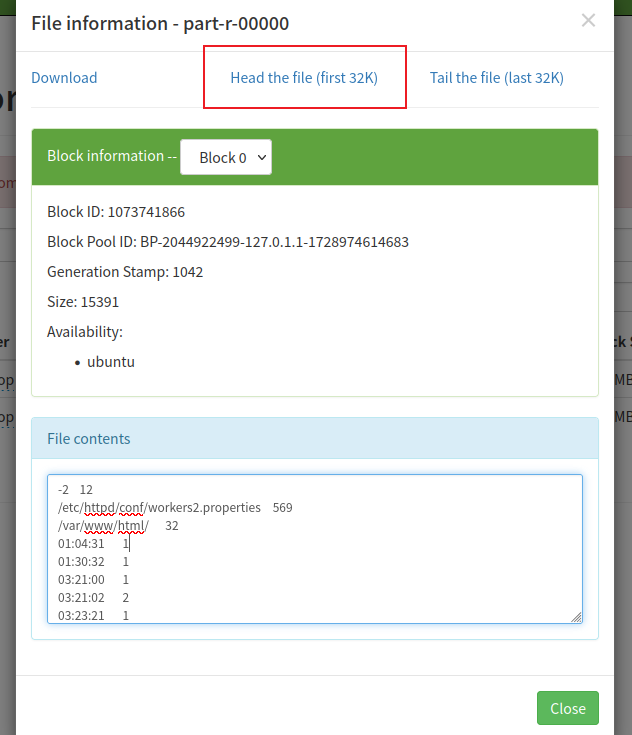 File information - part-r-00000
×
Download
Head the file (first 32K)
Tail the file (last 32K)
Block information --
Block 0
Block ID: 1073741866
Block Pool ID: BP-2044922499-127.0.1.1-1728974614683
Generation Stamp: 1042
Size: 15391
Availability:
• ubuntu
File contents
-2 12
/etc/httpd/conf/workers2.properties 569
/var/www/html/ 32
01:04:31 1
01:30:32 1
03:21:00 1
03:21:02 2
03:23:21 1
Close